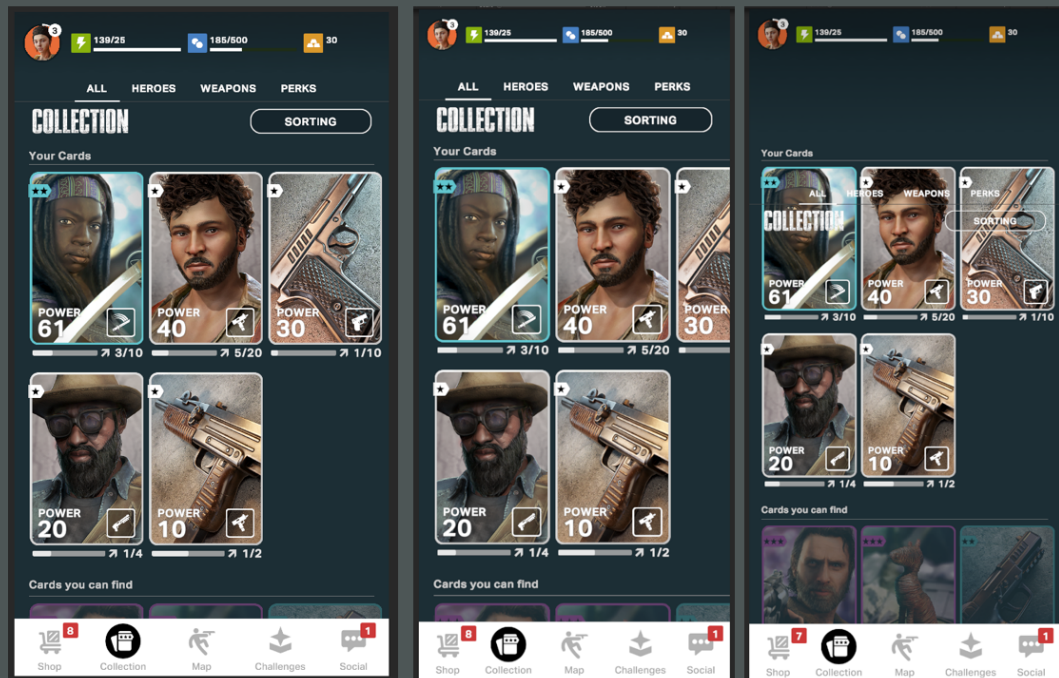 3
139/25
185/500
30
ALL HEROES WEAPONS PERKS
COLLECTION
SORTING
Your Cards
POWER 61
POWER 40
POWER 30
3/10
5/20
1/10
POWER 20
POWER 10
1/4
1/2
Cards you can find
8
1
Shop Collection Map Challenges Social
3
139/25
185/500
30
ALL HEROES WEAPONS PERKS
COLLECTION
SORTING
Your Cards
POWER 61
POWER 40
POWER 30
3/10
5/20
POWER 20
POWER 10
1/4
1/2
Cards you can find
8
1
Shop Collection Map Challenges Social
3
139/25
185/500
30
Your Cards
ALL HEROES WEAPONS PERKS
COLLECTION
SORTING
POWER 61
POWER 40
POWER 30
3/10
5/20
1/10
POWER 20
POWER 10
1/4
1/2
Cards you can find
7
1
Shop Collection Map Challenges Social